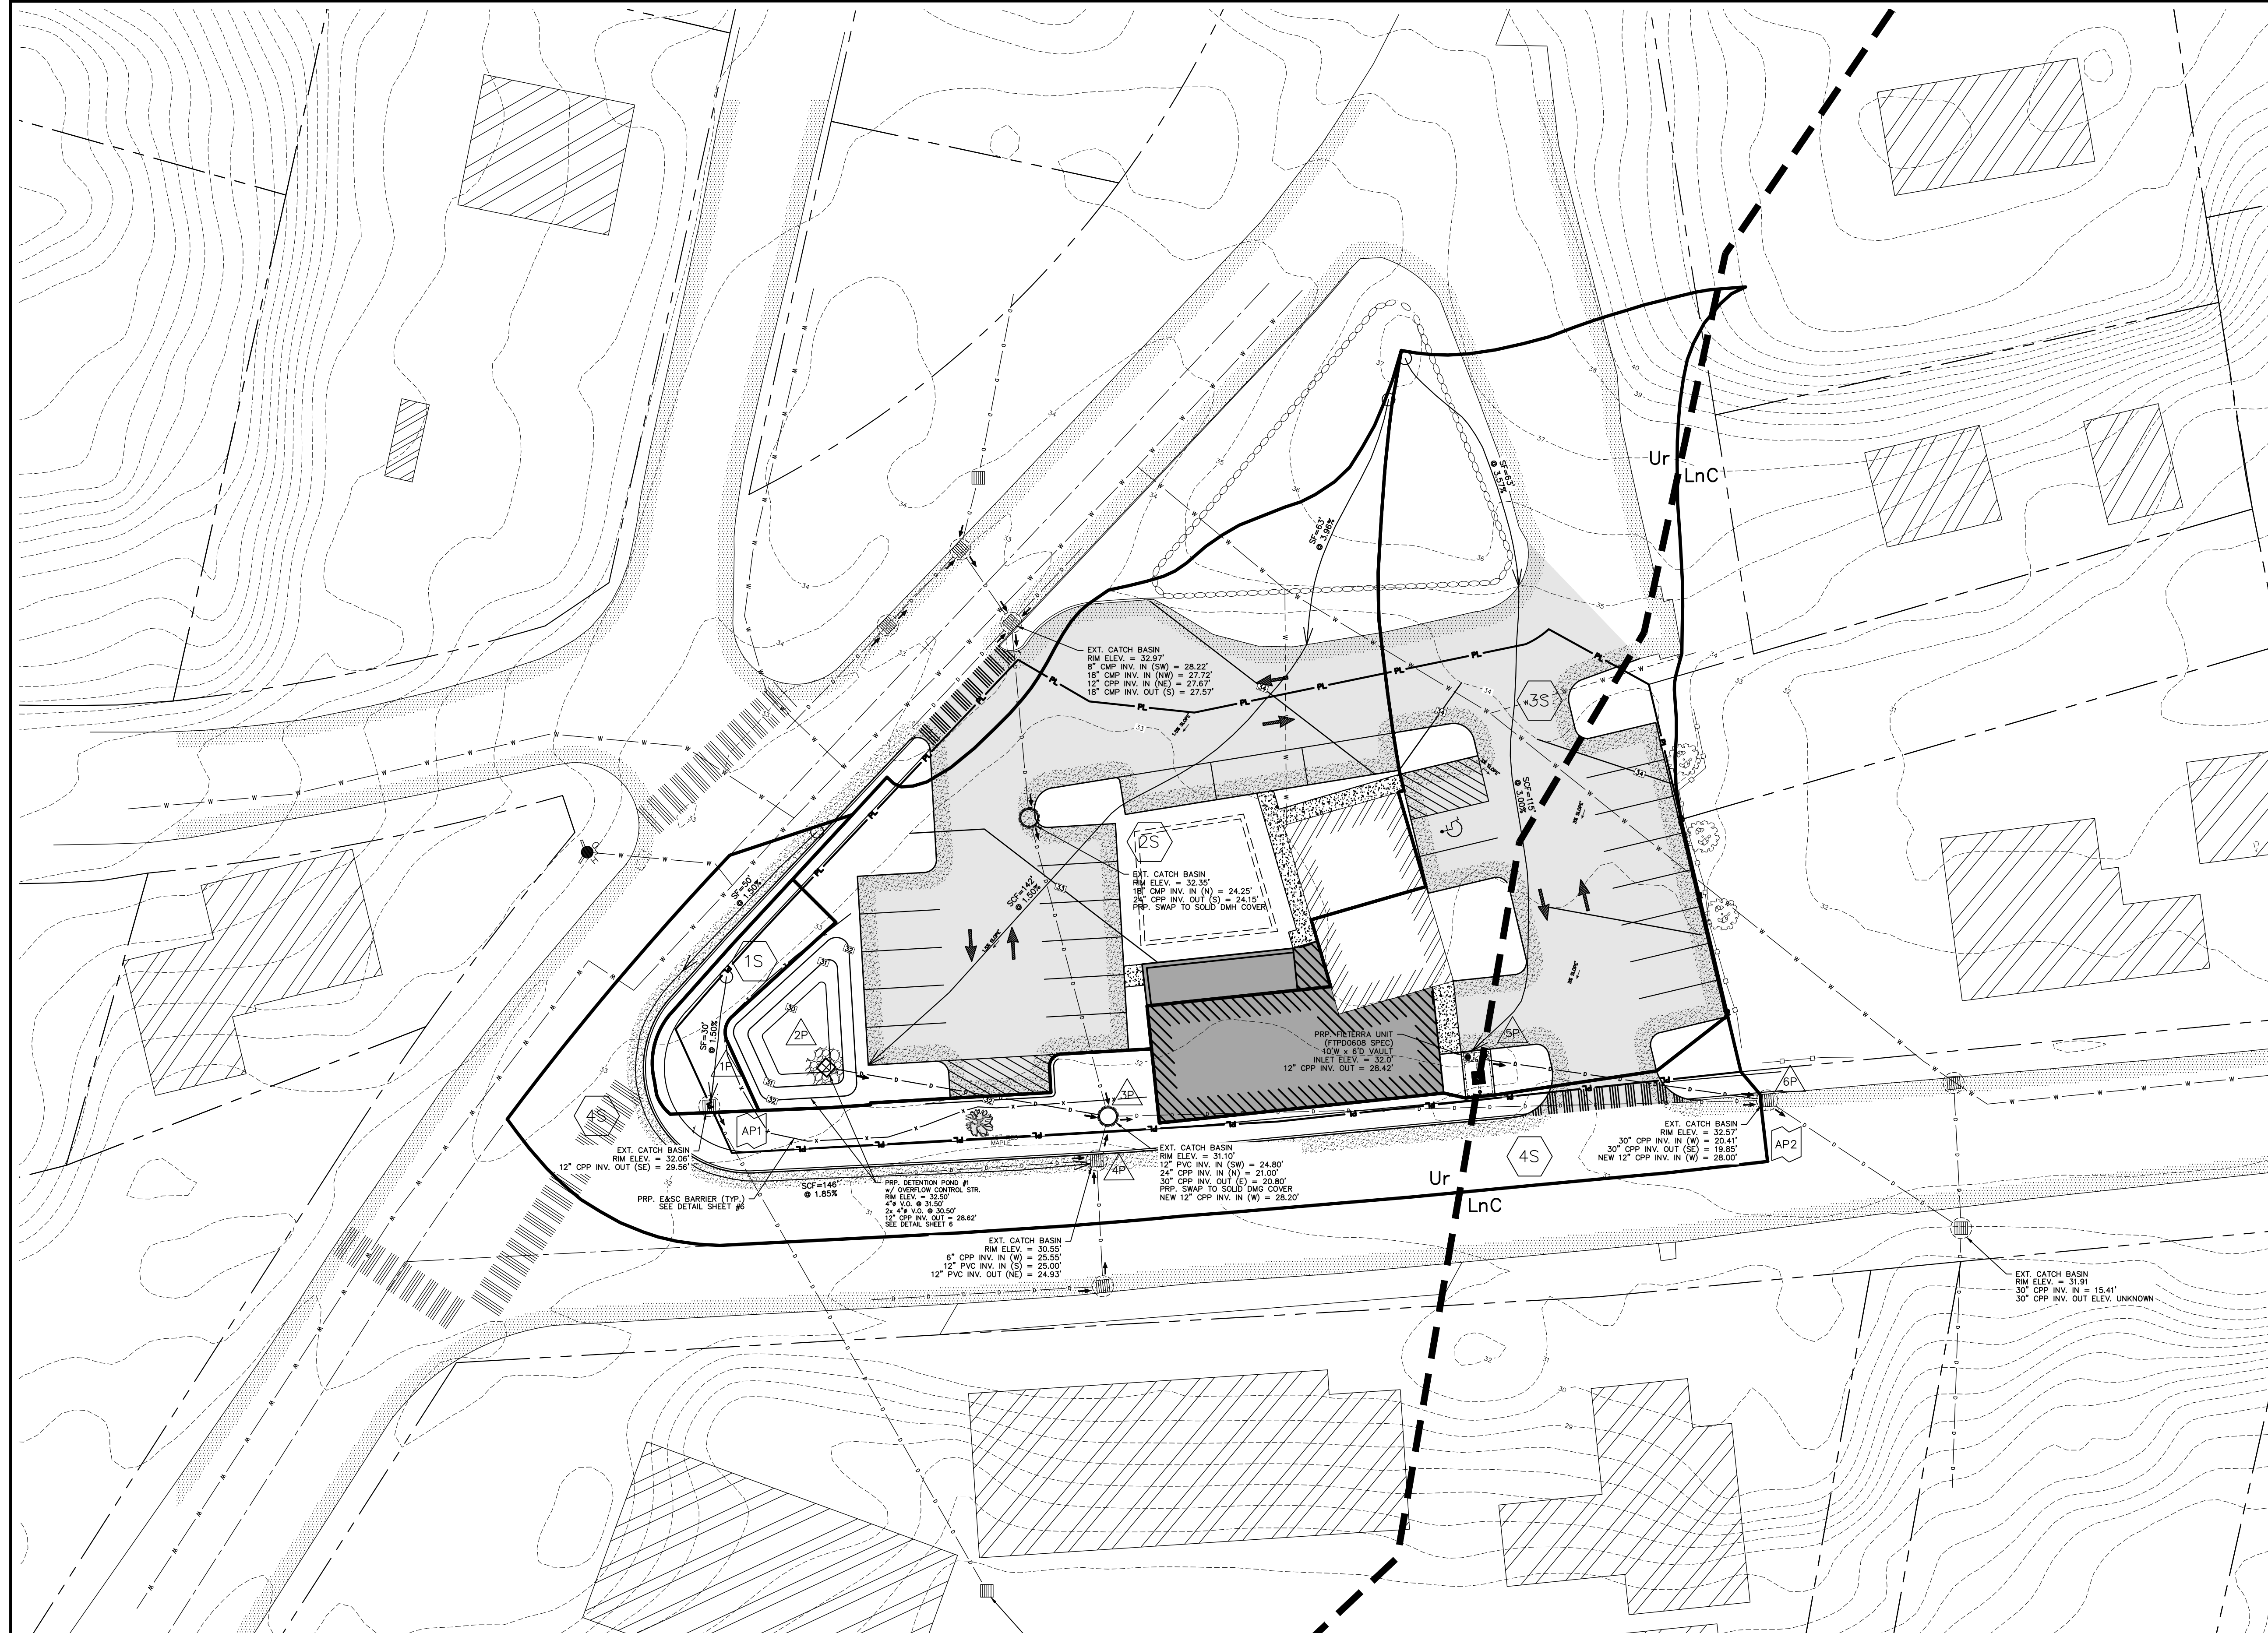 Ur
LnC
SF=63'
@ 3.57%
SF=63'
@ 3.96%
EXT. CATCH BASIN
RIM ELEV. = 32.97'
8" CMP INV. IN (SW) = 28.22'
18" CMP INV. IN (NW) = 27.72'
12" CPP INV. IN (NE) = 27.67'
18" CMP INV. OUT (S) = 27.57'
3S
2S
EXT. CATCH BASIN
RIM ELEV. = 32.35'
18" CMP INV. IN (N) = 24.25'
24" CPP INV. OUT (S) = 24.15'
PRP. SWAP TO SOLID DMH COVER
SCF=115'
@ 3.00%
SCF=142'
@ 1.50%
SF=50'
@ 1.50%
1S
2P
SF=30'
@ 1.50%
1P
PRP. FILTERRA UNIT
(FTPD0608 SPEC)
10'W x 6'D VAULT
INLET ELEV. = 32.0'
12" CPP INV. OUT = 28.42'
5P
3P
6P
4S
AP1
MAPLE
EXT. CATCH BASIN
RIM ELEV. = 32.06'
12" CPP INV. OUT (SE) = 29.56'
PRP. E&SC BARRIER (TYP.)
SEE DETAIL SHEET #6
SCF=146'
@ 1.85%
PRP. DETENTION POND #1
w/ OVERFLOW CONTROL STR.
RIM ELEV. = 32.50'
4"ø V.O. @ 31.50'
2x 4"ø V.O. @ 30.50'
12" CPP INV. OUT = 28.62'
SEE DETAIL SHEET 6
4P
EXT. CATCH BASIN
RIM ELEV. = 31.10'
12" PVC INV. IN (SW) = 24.80'
24" CPP INV. IN (N) = 21.00'
30" CPP INV. OUT (E) = 20.80'
PRP. SWAP TO SOLID DMG COVER
NEW 12" CPP INV. IN (W) = 28.20'
EXT. CATCH BASIN
RIM ELEV. = 32.57'
30" CPP INV. IN (W) = 20.41'
30" CPP INV. OUT (SE) = 19.85'
NEW 12" CPP INV. IN (W) = 28.00'
AP2
4S
Ur
LnC
EXT. CATCH BASIN
RIM ELEV. = 30.55'
6" CPP INV. IN (W) = 25.55'
12" PVC INV. IN (S) = 25.00'
12" PVC INV. OUT (NE) = 24.93'
EXT. CATCH BASIN
RIM ELEV. = 31.91
30" CPP INV. IN = 15.41'
30" CPP INV. OUT ELEV. UNKNOWN